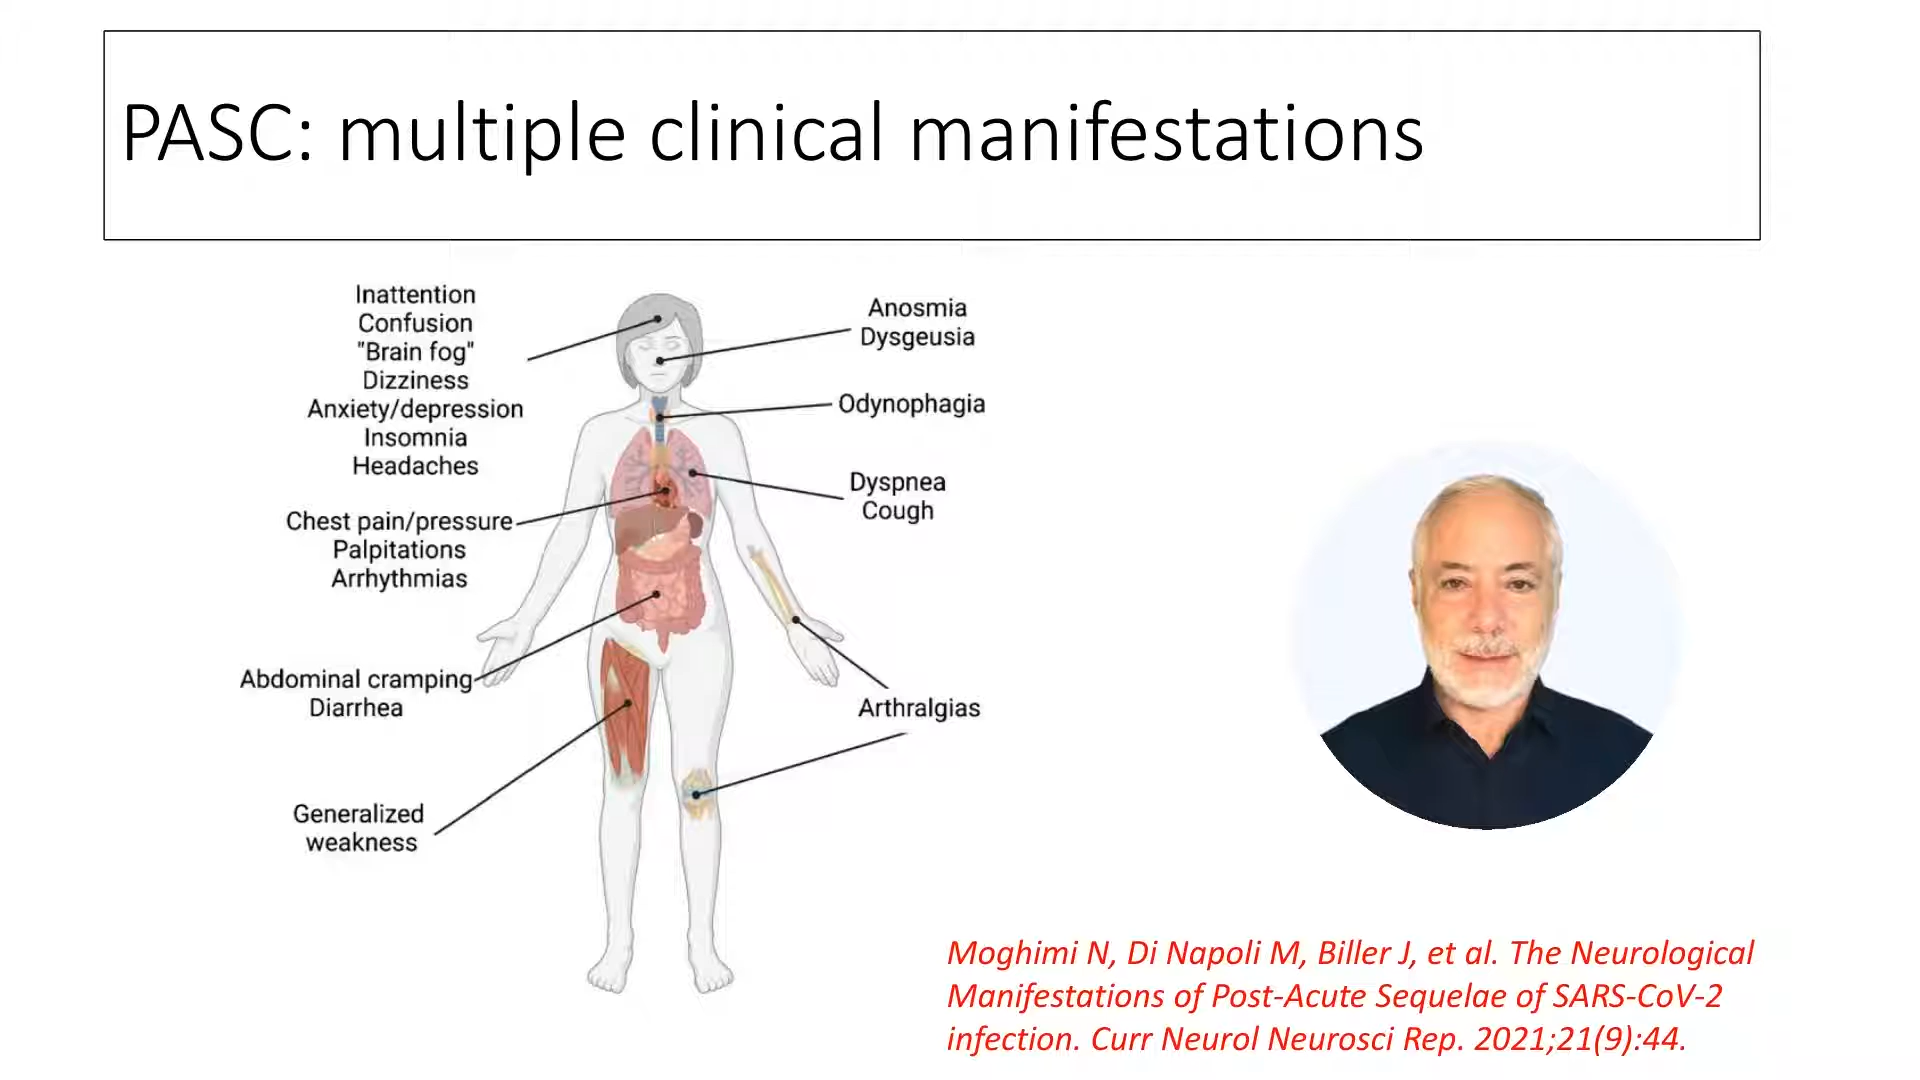 PASC: multiple clinical manifestations
Inattention
Confusion
"Brain fog"
Dizziness
Anxiety/depression
Insomnia
Headaches
Chest pain/pressure
Palpitations
Arrhythmias
Abdominal cramping
Diarrhea
Generalized
weakness
Anosmia
Dysgeusia
Odynophagia
Dyspnea
Cough
Arthralgias
Moghimi N, Di Napoli M, Biller J, et al. The Neurological
Manifestations of Post-Acute Sequelae of SARS-CoV-2
infection. Curr Neurol Neurosci Rep. 2021;21(9):44.